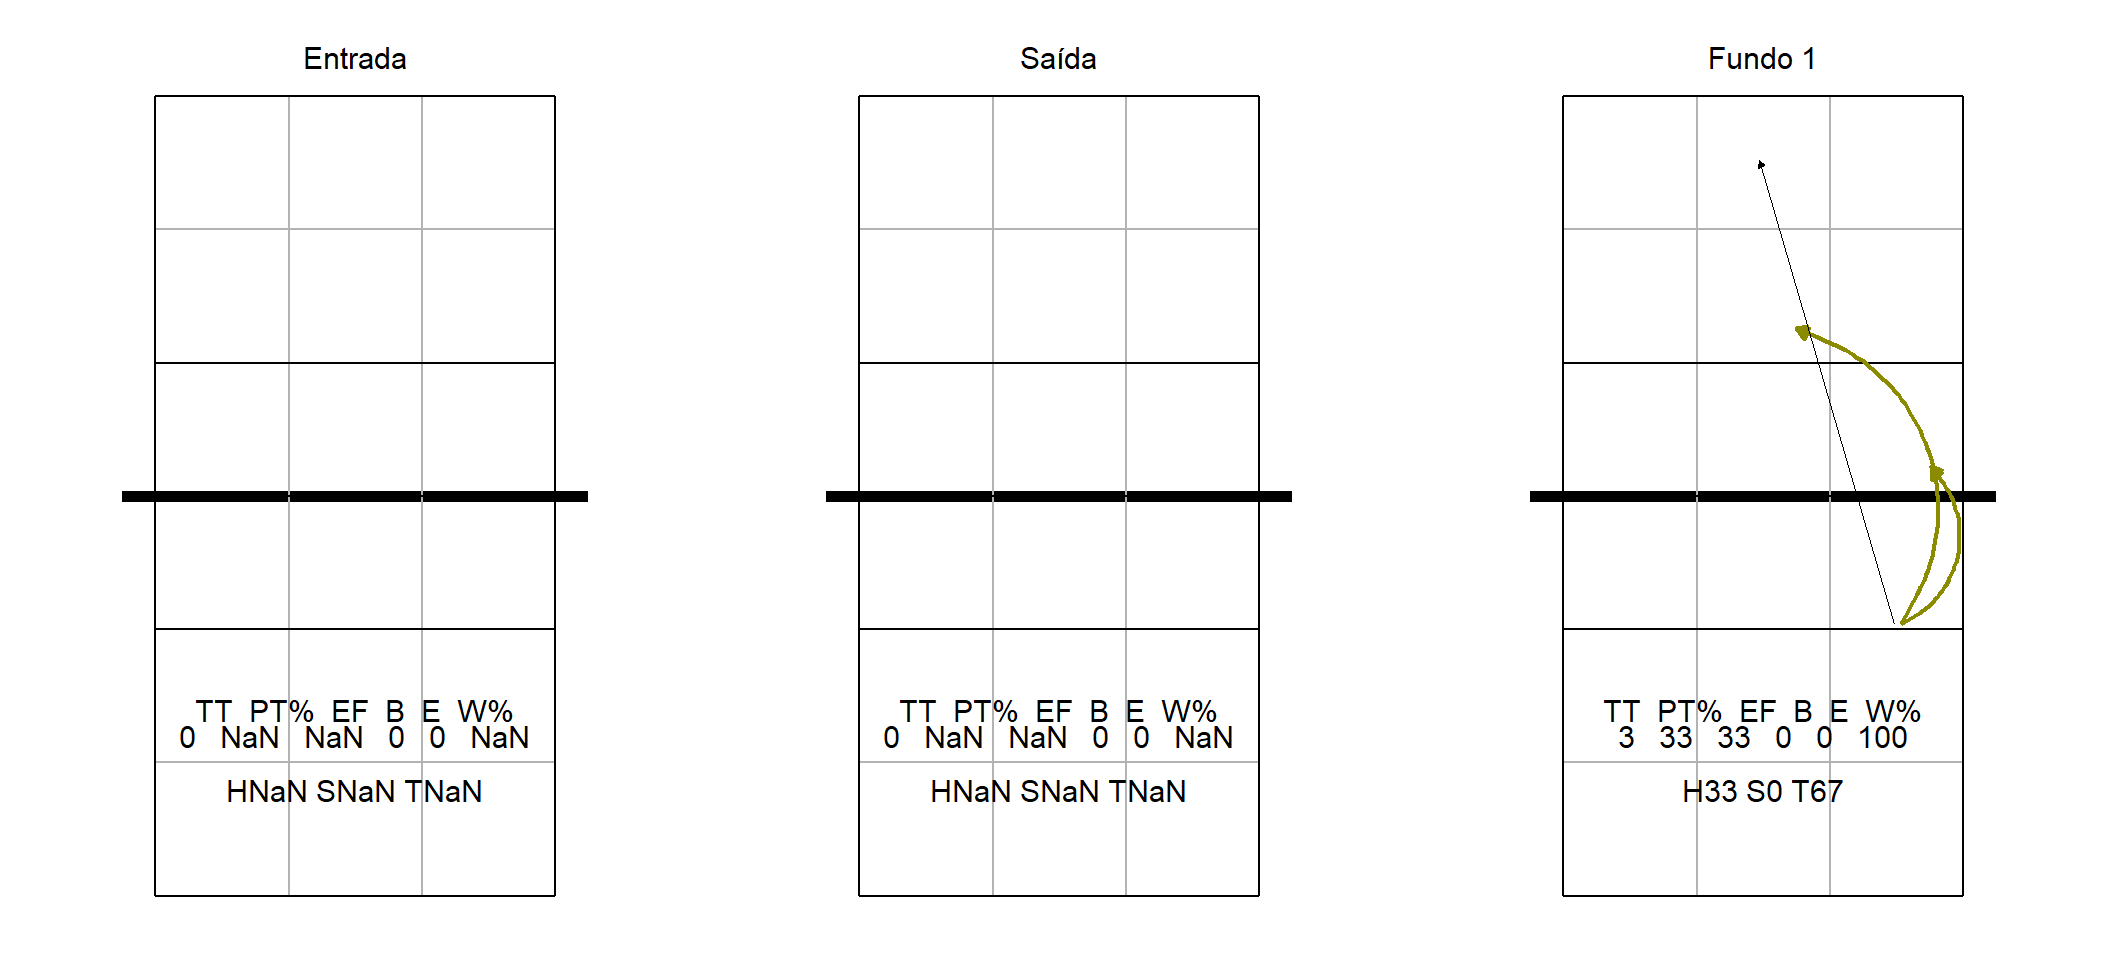 Entrada
TT PT% EF B E W%
0 NaN NaN 0 0 NaN
HNaN SNaN TNaN
Saída
TT PT% EF B E W%
0 NaN NaN 0 0 NaN
HNaN SNaN TNaN
Fundo 1
TT PT% EF B E W%
3 33 33 0 0 100
H33 S0 T67